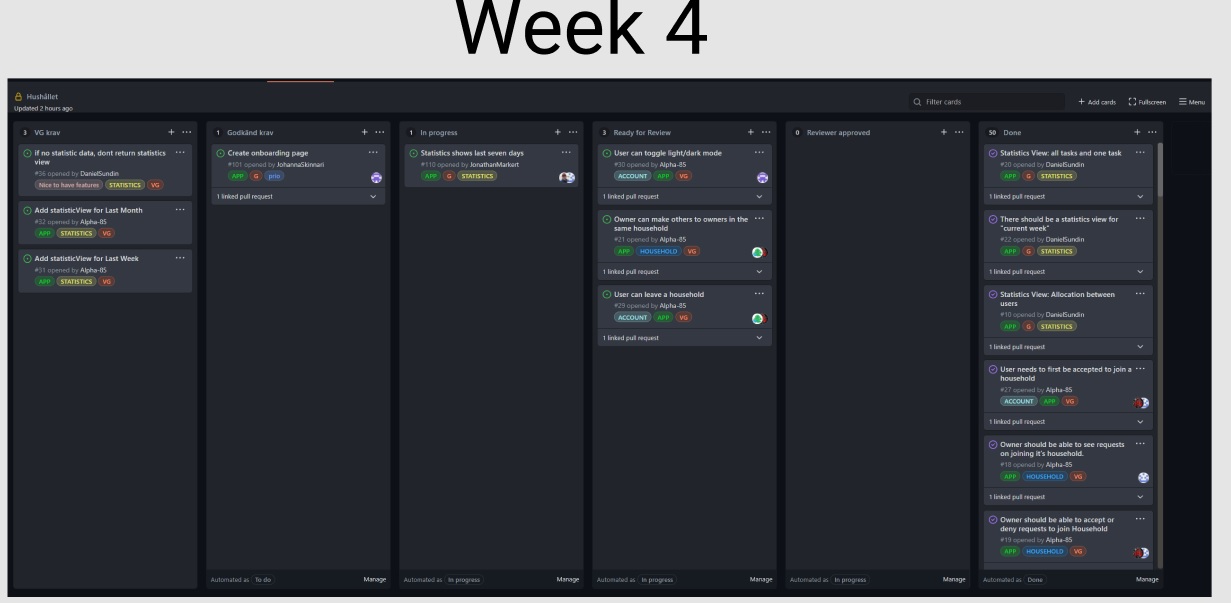 Week 4
Hushållet
Updated 2 hours ago
Filter cards
+ Add cards
Fullscreen
Menu
3 VG krav
if no statistic data, dont return statistics
view
#36 opened by DanielSundin
Nice to have features STATISTICS VG
Add statisticView for Last Month
#32 opened by Alpha-85
APP STATISTICS VG
Add statisticView for Last Week
#31 opened by Alpha-85
APP STATISTICS VG
1 Godkänd krav
Create onboarding page
#101 opened by JohannaSkinnari
APP G prio
1 linked pull request
Automated as To do
Manage
1 In progress
Statistics shows last seven days
#110 opened by JonathanMarkert
APP G STATISTICS
Automated as In progress
Manage
3 Ready for Review
User can toggle light/dark mode
#30 opened by Alpha-85
ACCOUNT APP VG
1 linked pull request
Owner can make others to owners in the
same household
#21 opened by Alpha-85
APP HOUSEHOLD VG
1 linked pull request
User can leave a household
#29 opened by Alpha-85
ACCOUNT APP VG
1 linked pull request
Automated as In progress
Manage
0 Reviewer approved
Automated as In progress
Manage
50 Done
Statistics View: all tasks and one task
opened by DanielSundin
APP G STATISTICS
1 linked pull request
There should be a statistics view for
"current week"
#22 opened by DanielSundin
APP G STATISTICS
1 linked pull request
Statistics View: Allocation between
users
opened by DanielSundin
APP G STATISTICS
1 linked pull request
User needs to first be accepted to join a
household
#27 opened by Alpha-85
ACCOUNT APP VG
1 linked pull request
Owner should be able to see requests
on joining it's household.
#18 opened by Alpha-85
APP HOUSEHOLD VG
1 linked pull request
Owner should be able to accept or
deny requests to join Household
#19 opened by Alpha-85
APP HOUSEHOLD VG
Automated as Done
Manage